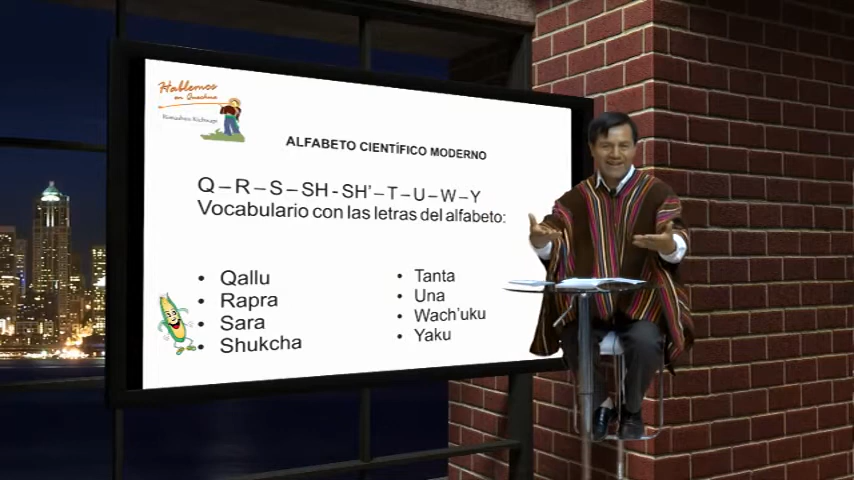 Hablemos
en Quechua
ALFABETO CIENTÍFICO MODERNO
Q – R – S – SH - SH’ – T – U – W – Y
Vocabulario con las letras del alfabeto:
• Qallu
• Rapra
• Sara
• Shukcha
• Tanta
• Una
• Wach’uku
• Yaku